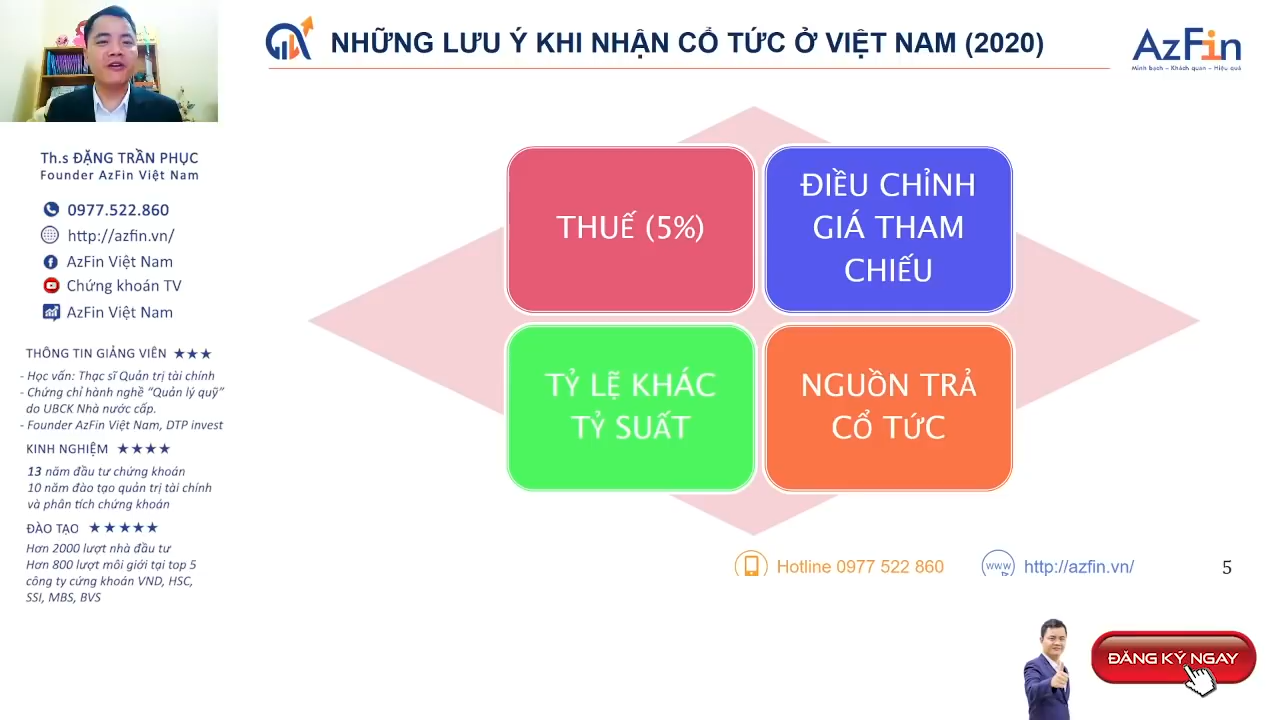 NHỮNG LƯU Ý KHI NHẬN CỔ TỨC Ở VIỆT NAM (2020)
AzFin
Minh bạch – Khách quan – Hiệu quả
Th.s ĐẶNG TRẦN PHỤC
Founder AzFin Việt Nam
0977.522.860
http://azfin.vn/
AzFin Việt Nam
Chứng khoán TV
AzFin Việt Nam
THÔNG TIN GIẢNG VIÊN ★★★
- Học vấn: Thạc sĩ Quản trị tài chính
- Chứng chỉ hành nghề “Quản lý quỹ”
do UBCK Nhà nước cấp.
- Founder AzFin Việt Nam, DTP invest
KINH NGHIỆM ★★★★
13 năm đầu tư chứng khoán
10 năm đào tạo quản trị tài chính
và phân tích chứng khoán
ĐÀO TẠO ★★★★★
Hơn 2000 lượt nhà đầu tư
Hơn 800 lượt môi giới tại top 5
công ty cứng khoán VND, HSC,
SSI, MBS, BVS
THUẾ (5%)
ĐIỀU CHỈNH
GIÁ THAM
CHIẾU
TỶ LỆ KHÁC
TỶ SUẤT
NGUỒN TRẢ
CỔ TỨC
Hotline 0977 522 860
www
http://azfin.vn/
5
ĐĂNG KÝ NGAY